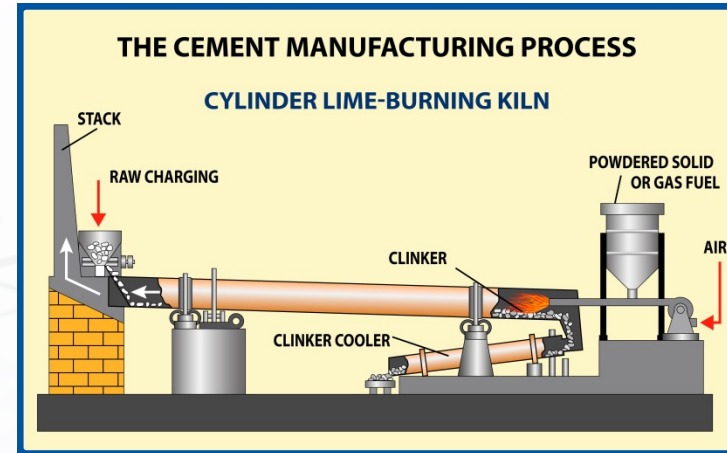 THE CEMENT MANUFACTURING PROCESS
CYLINDER LIME-BURNING KILN
STACK
RAW CHARGING
POWDERED SOLID
OR GAS FUEL
AIR
CLINKER
CLINKER COOLER